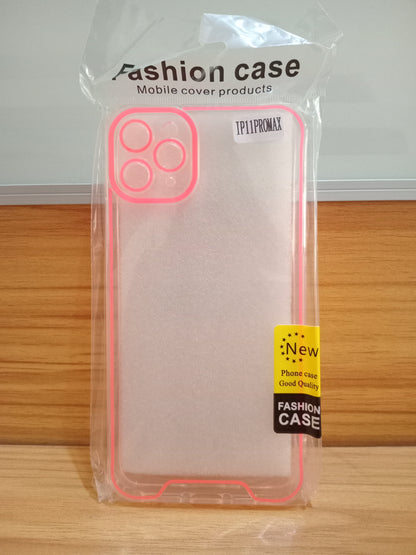 Fashion case
Mobile cover products
IP11PROMAX
New
Phone case
Good Quality
FASHION
CASE